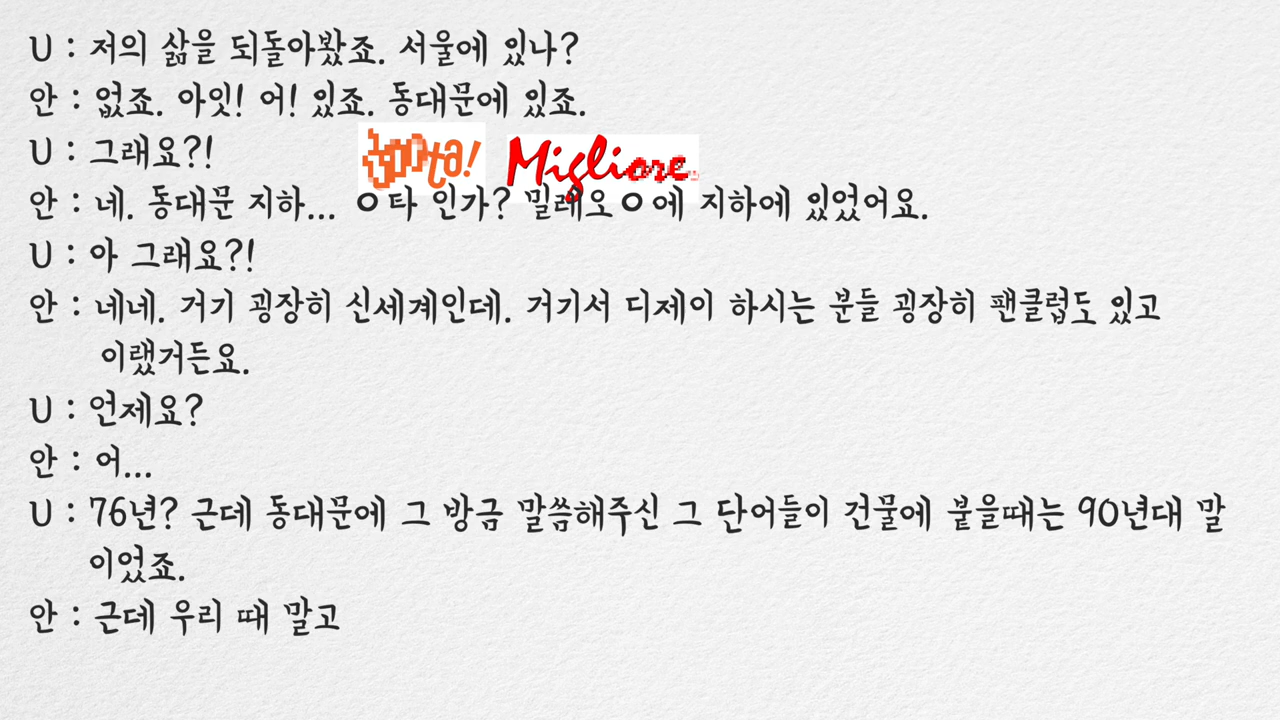 U : 저의 삶을 되돌아봤죠. 서울에 있나?
안 : 없죠. 아잇! 어! 있죠. 동대문에 있죠.
U : 그래요?!
Migliore
안 : 네. 동대문 지하... ㅇ타 인가? 밀레오ㅇ에 지하에 있었어요.
U : 아 그래요?!
안 : 네네. 거기 굉장히 신세계인데. 거기서 디제이 하시는 분들 굉장히 팬클럽도 있고
이랬거든요.
U : 언제요?
안 : 어...
U : 76년? 근데 동대문에 그 방금 말씀해주신 그 단어들이 건물에 붙을때는 90년대 말
이었죠.
안 : 근데 우리 때 말고